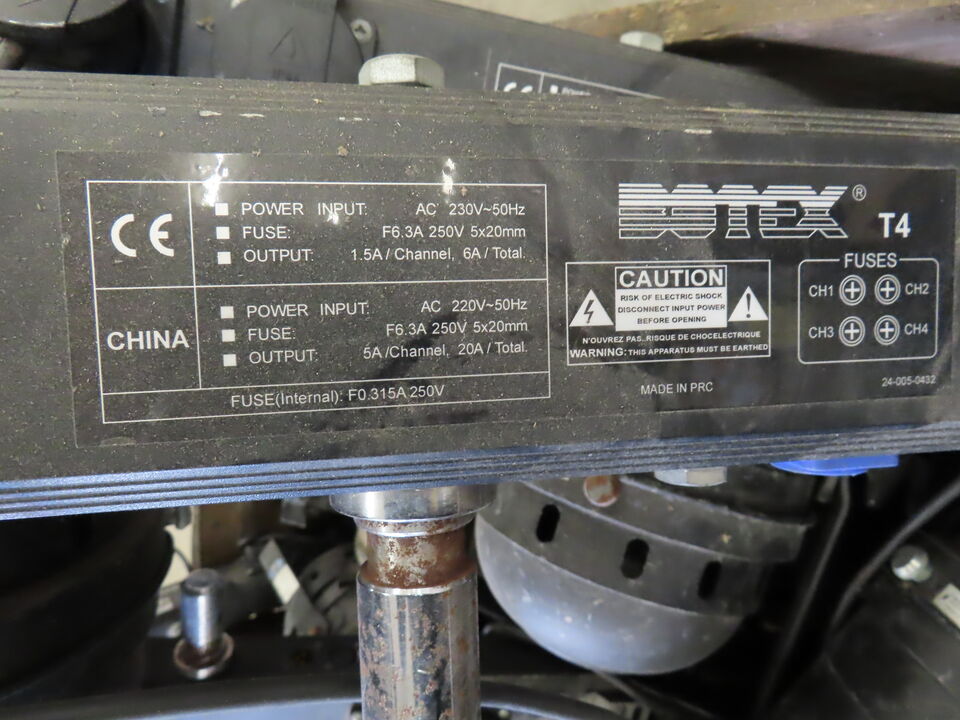 CE
POWER INPUT: AC 230V~50Hz
FUSE: F6.3A 250V 5x20mm
OUTPUT: 1.5A / Channel, 6A / Total.
CHINA
POWER INPUT: AC 220V~50Hz
FUSE: F6.3A 250V 5x20mm
OUTPUT: 5A /Channel, 20A / Total.
FUSE(Internal): F0.315A 250V
BOTEX® T4
CAUTION
RISK OF ELECTRIC SHOCK
DISCONNECT INPUT POWER
BEFORE OPENING
N'OUVREZ PAS..RISQUE DE CHOCELECTRIQUE
WARNING: THIS APPARATUS MUST BE EARTHED
FUSES
CH1 CH2
CH3 CH4
MADE IN PRC
24-005-0432